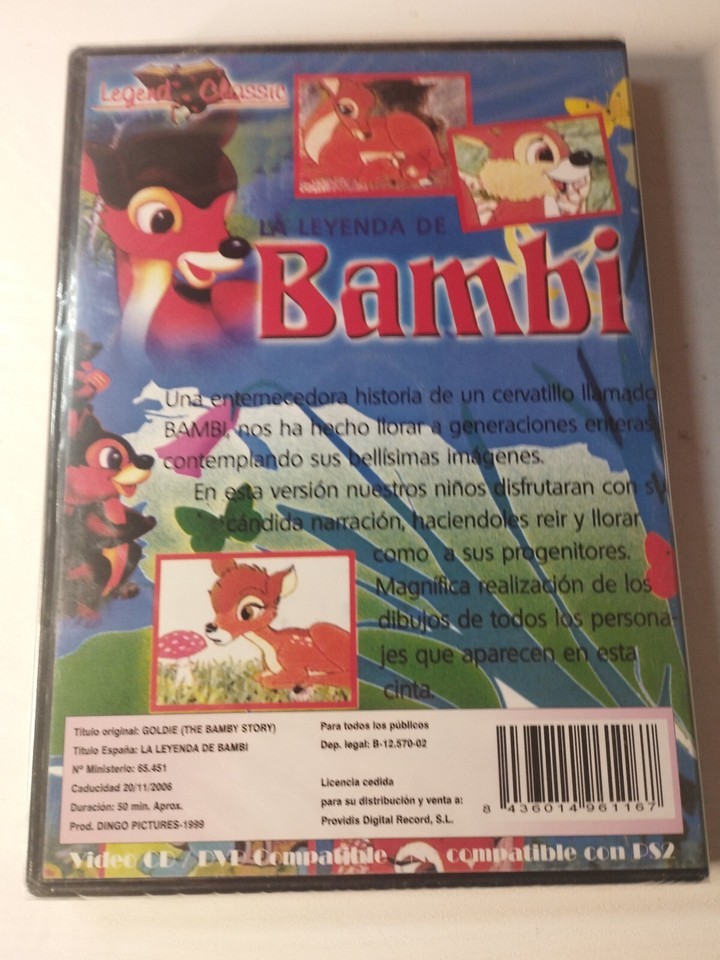 Legend Classic
LA LEYENDA DE
Bambi
Una enternecedora historia de un cervatillo llamado
BAMBI, nos ha hecho llorar a generaciones enteras
contemplando sus bellísimas imágenes.
En esta versión nuestros niños disfrutaran con su
cándida narración, haciendoles reir y llorar
como a sus progenitores.
Magnífica realización de los
dibujos de todos los persona-
jes que aparecen en esta
cinta.
Titulo original: GOLDIE (THE BAMBY STORY)
Titulo España: LA LEYENDA DE BAMBI
Nº Ministerio: 65.451
Caducidad 20/11/2006
Duración: 50 min. Aprox.
Prod. DINGO PICTURES-1999
Para todos los públicos
Dep. legal: B-12.570-02
Licencia cedida
para su distribución y venta a:
Providis Digital Record, S.L.
8 436014 961167
Video CD / DVD Compatible compatible con PS2